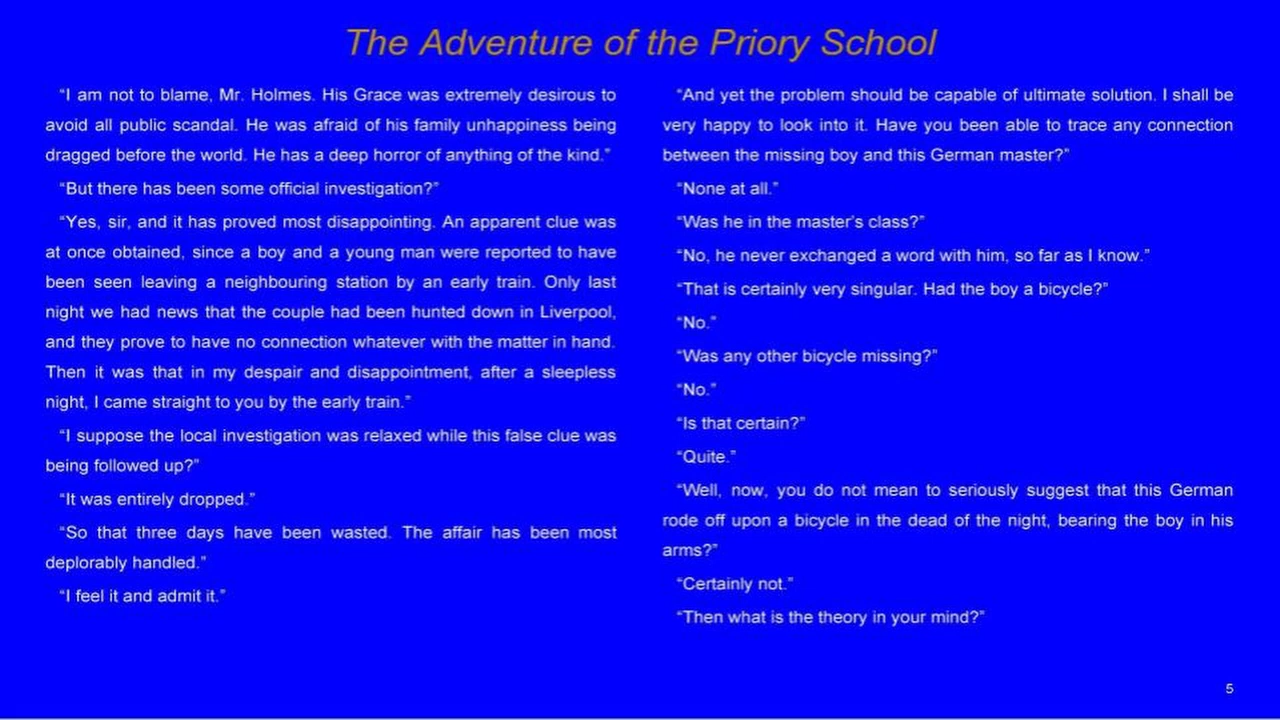 The Adventure of the Priory School
“I am not to blame, Mr. Holmes. His Grace was extremely desirous to
avoid all public scandal. He was afraid of his family unhappiness being
dragged before the world. He has a deep horror of anything of the kind.”
“But there has been some official investigation?”
“Yes, sir, and it has proved most disappointing. An apparent clue was
at once obtained, since a boy and a young man were reported to have
been seen leaving a neighbouring station by an early train. Only last
night we had news that the couple had been hunted down in Liverpool,
and they prove to have no connection whatever with the matter in hand.
Then it was that in my despair and disappointment, after a sleepless
night, I came straight to you by the early train.”
“I suppose the local investigation was relaxed while this false clue was
being followed up?”
“It was entirely dropped.”
“So that three days have been wasted. The affair has been most
deplorably handled.”
“I feel it and admit it.”
“And yet the problem should be capable of ultimate solution. I shall be
very happy to look into it. Have you been able to trace any connection
between the missing boy and this German master?”
“None at all.”
“Was he in the master’s class?”
“No, he never exchanged a word with him, so far as I know.”
“That is certainly very singular. Had the boy a bicycle?”
“No.”
“Was any other bicycle missing?”
“No.”
“Is that certain?”
“Quite.”
“Well, now, you do not mean to seriously suggest that this German
rode off upon a bicycle in the dead of the night, bearing the boy in his
arms?”
“Certainly not.”
“Then what is the theory in your mind?”
5